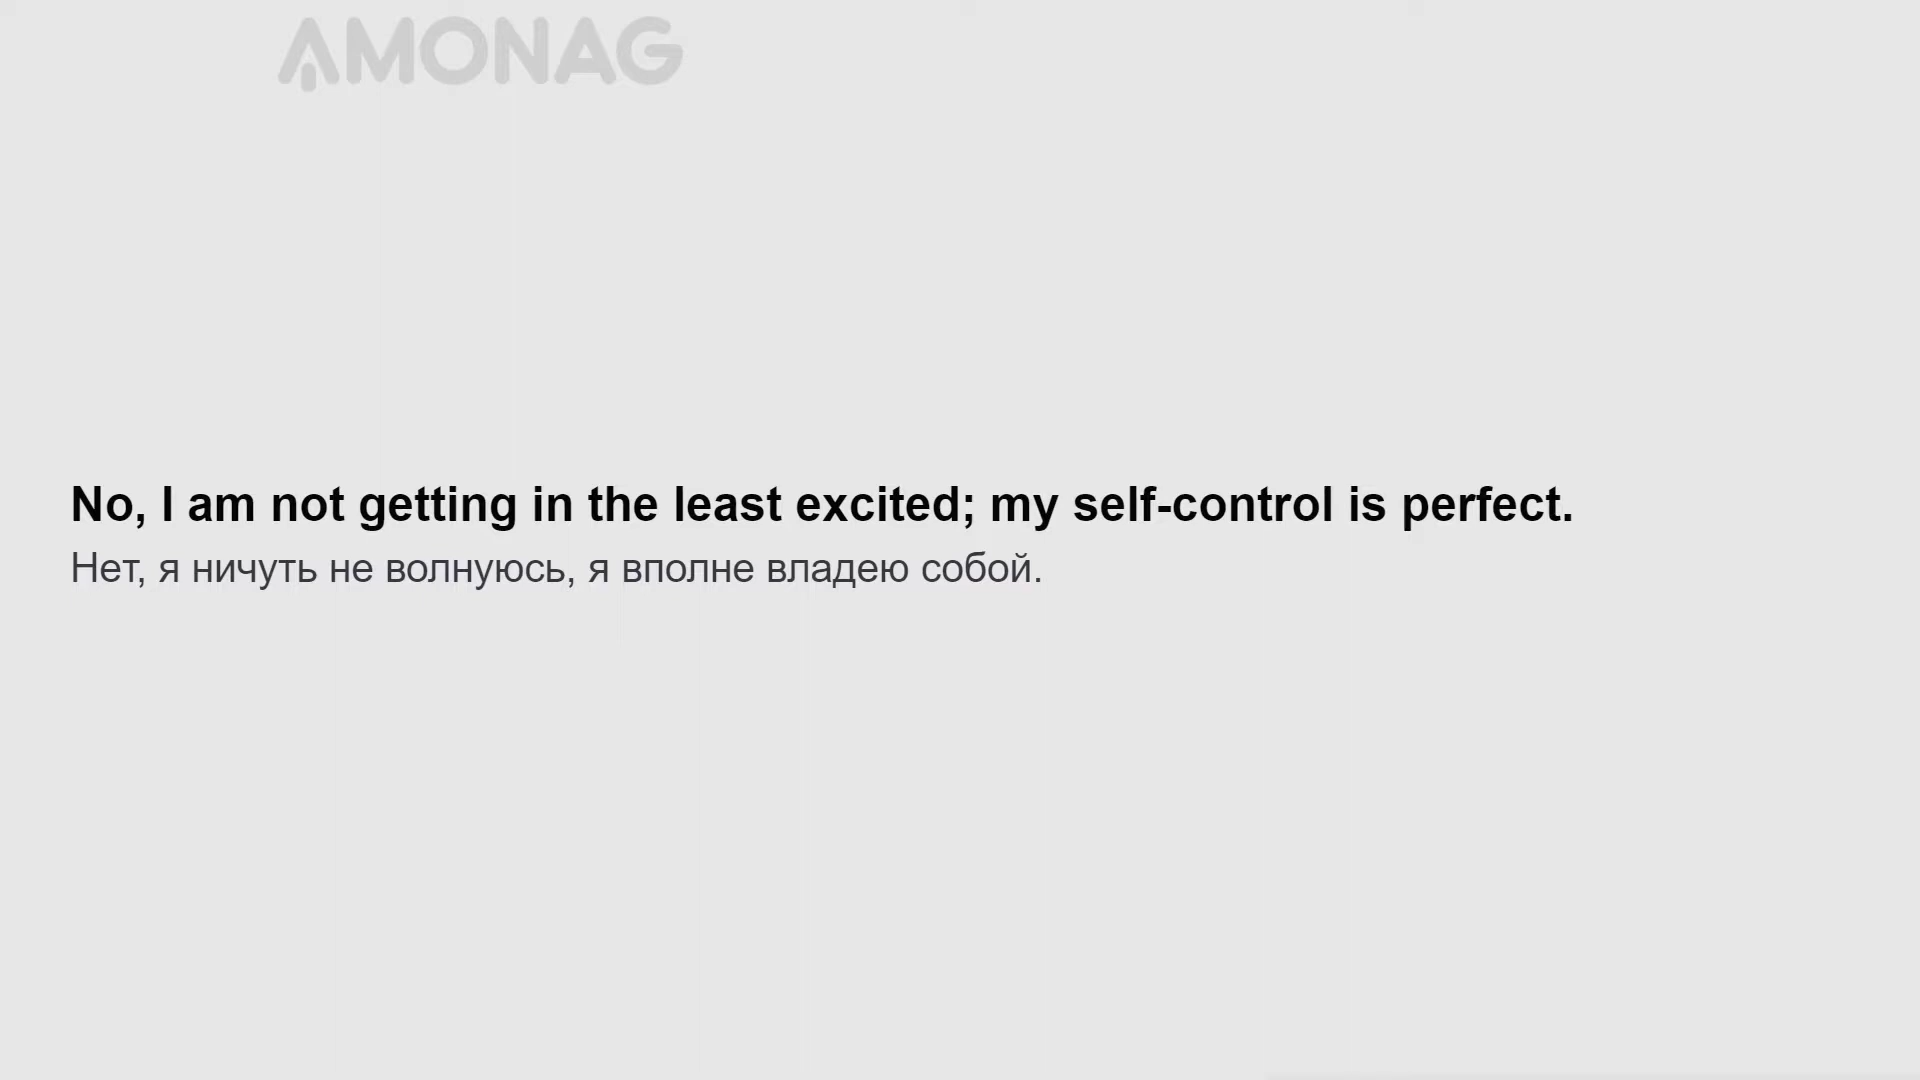 AMONAG
No, I am not getting in the least excited; my self-control is perfect.
Нет, я ничуть не волнуюсь, я вполне владею собой.